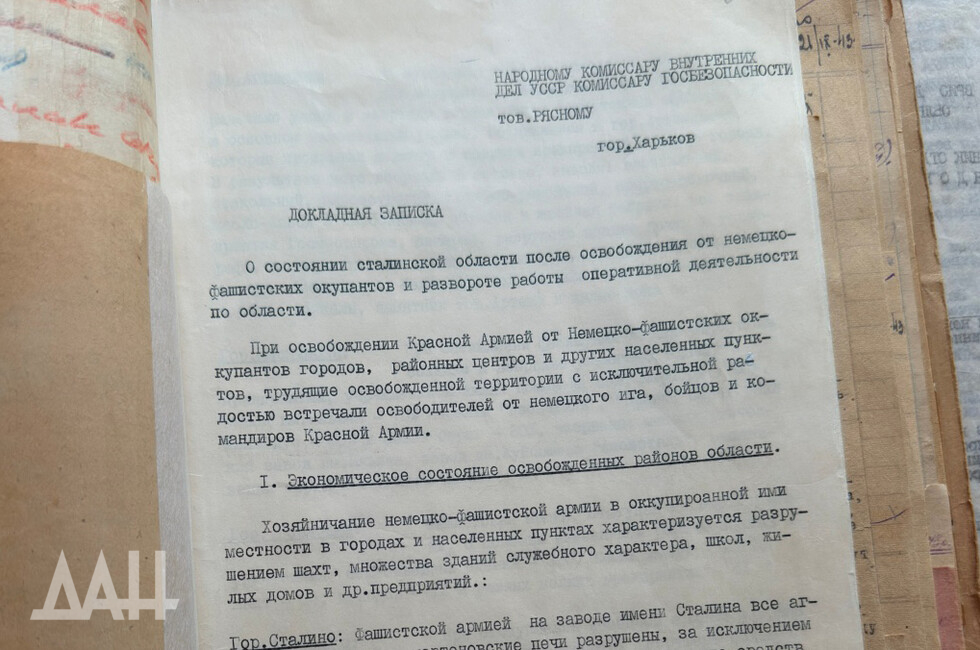 НАРОДНОМУ КОМИССАРУ ВНУТРЕННИХ
ДЕЛ УССР КОМИССАРУ ГОСБЕЗОПАСНОСТИ
тов.РЯСНОМУ
гор.Харьков
ДОКЛАДНАЯ ЗАПИСКА
О состоянии сталинской области после освобождения от немецко-
фашистских окупантов и развороте работы оперативной деятельности
по области.
При освобождении Красной Армией от Немецко-фашистских ок-
купантов городов, районных центров и других населенных пунк-
тов, трудящие освобожденной территории с исключительной ра-
достью встречали освободителей от немецкого ига, бойцов и ко-
мандиров Красной Армии.
I. Экономическое состояние освобожденных районов области.
Хозяйничание немецко-фашистской армии в оккупироанной ими
местности в городах и населенных пунктах характеризуется разру-
шением шахт, множества зданий служебного характера, школ, жи-
лых домов и др.предприятий.:
Гор.Сталино: Фашистской армией на заводе имени Сталина все аг-
печи разрушены, за исключением
средств
ДАН